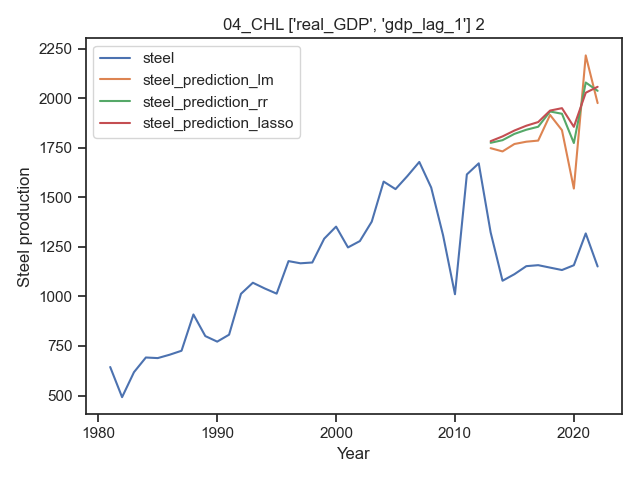 04_CHL ['real_GDP', 'gdp_lag_1'] 2
steel
steel_prediction_lm
steel_prediction_rr
steel_prediction_lasso
Steel production
2250
2000
1750
1500
1250
1000
750
500
1980
1990
2000
2010
2020
Year